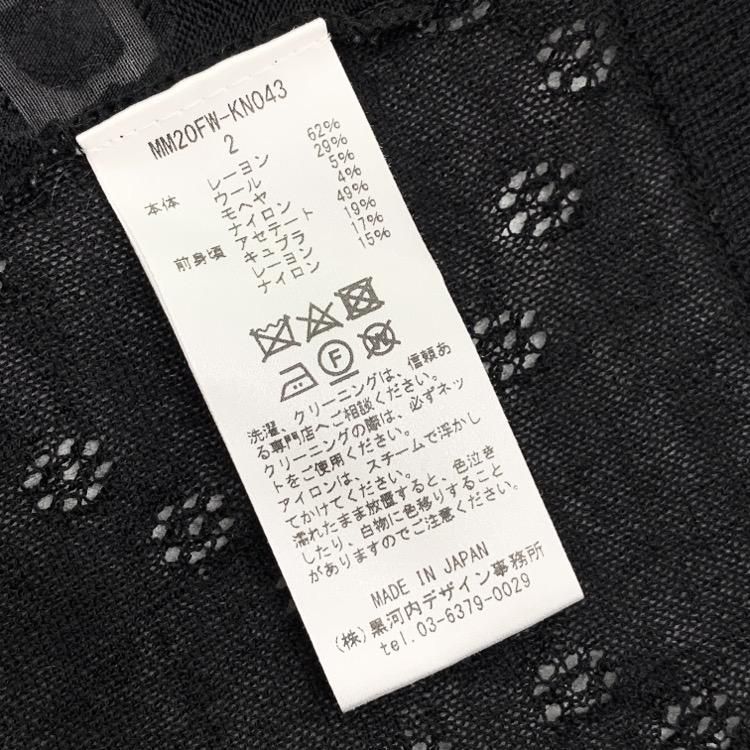 MM20FW-KN043
2
本体 レーヨン 62%
ウール 29%
モヘヤ 5%
ナイロン 4%
前身頃 アセテート 49%
キュプラ 19%
レーヨン 17%
ナイロン 15%
F
W
洗濯、クリーニングは、信頼あ
る専門店へご相談ください。
クリーニングの際は、必ずネッ
トをご使用ください。
アイロンは、スチームで浮かし
てかけてください。
濡れたまま放置すると、色泣き
したり、白物に色移りすること
がありますのでご注意ください。
MADE IN JAPAN
(株)黒河内デザイン事務所
tel.03-6379-0029